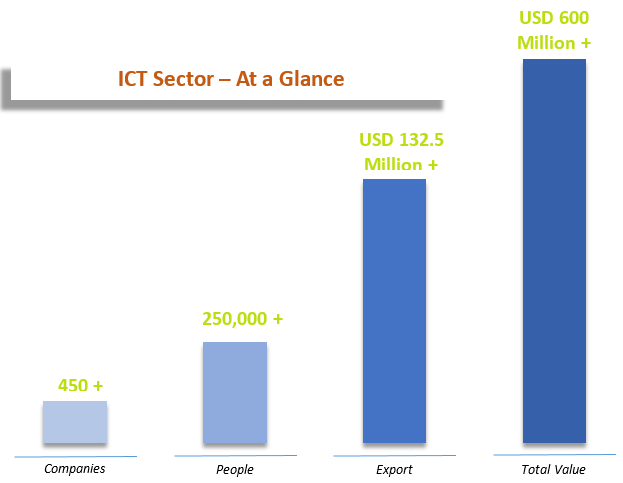 USD 600
Million +
ICT Sector – At a Glance
USD 132.5
Million +
250,000 +
450 +
Companies
People
Export
Total Value